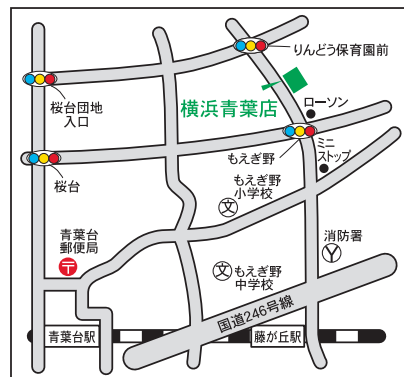 りんどう保育園前
桜台団地
入口
横浜青葉店
ローソン
ミニ
ストップ
もえぎ野
桜台
もえぎ野
小学校
文
青葉台
郵便局
〒
消防署
Y
文
もえぎ野
中学校
国道246号線
青葉台駅
藤が丘駅